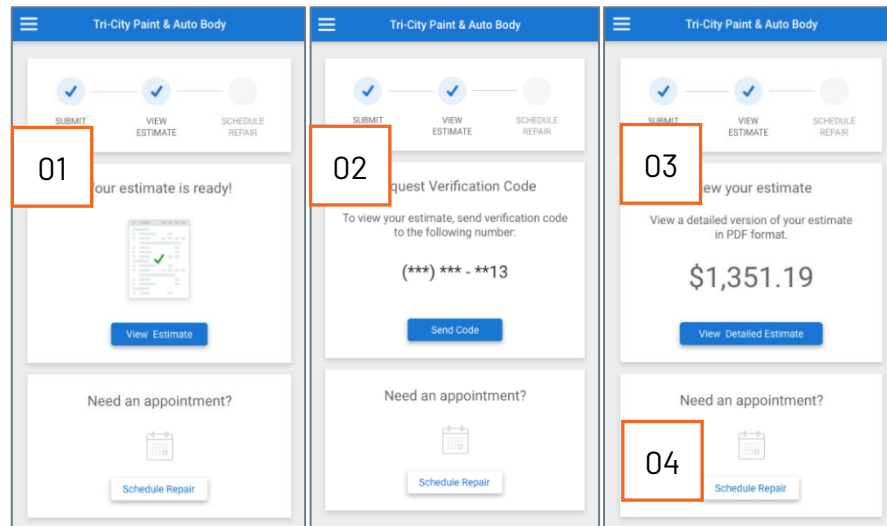 Tri-City Paint & Auto Body
SUBMIT
VIEW
ESTIMATE
SCHEDULE
REPAIR
01
our estimate is ready!
View Estimate
Need an appointment?
Schedule Repair
Tri-City Paint & Auto Body
SUBMIT
VIEW
ESTIMATE
SCHEDULE
REPAIR
02
quest Verification Code
To view your estimate, send verification code
to the following number:
(***) *** - **13
Send Code
Need an appointment?
Schedule Repair
Tri-City Paint & Auto Body
SUBMIT
VIEW
ESTIMATE
SCHEDULE
REPAIR
03
ew your estimate
View a detailed version of your estimate
in PDF format.
$1,351.19
View Detailed Estimate
Need an appointment?
04
Schedule Repair